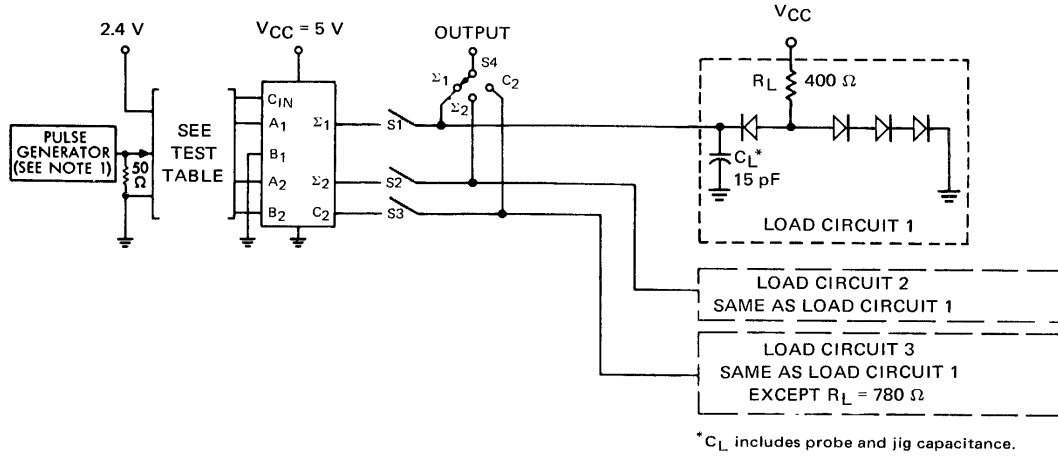 2.4 V
VCC = 5 V
OUTPUT
VCC
S4
Σ1
C2
Σ2
RL 400 Ω
CIN
A1
Σ1
S1
B1
A2
Σ2
S2
B2
C2
S3
PULSE
GENERATOR
(SEE NOTE 1)
50
Ω
SEE
TEST
TABLE
CL*
15 pF
LOAD CIRCUIT 1
LOAD CIRCUIT 2
SAME AS LOAD CIRCUIT 1
LOAD CIRCUIT 3
SAME AS LOAD CIRCUIT 1
EXCEPT RL = 780 Ω
*CL includes probe and jig capacitance.